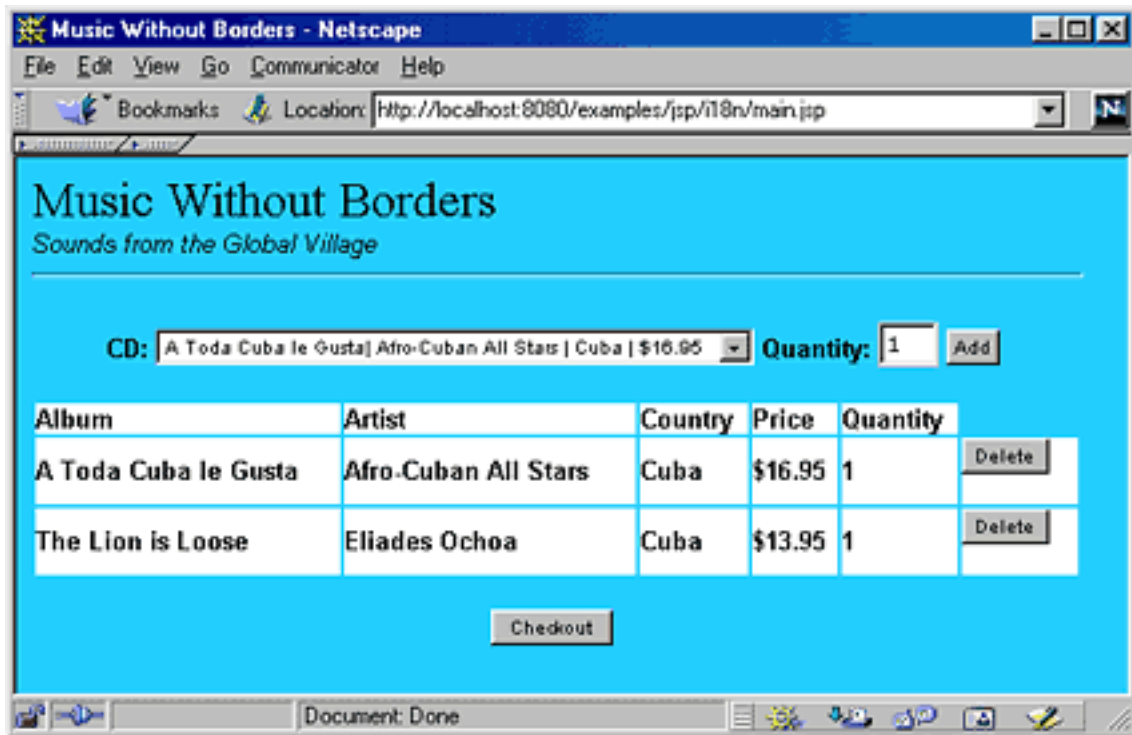 Music Without Borders - Netscape
File Edit View Go Communicator Help
Bookmarks Location: http://localhost:8080/examples/jsp/i18n/main.jsp N
Music Without Borders
Sounds from the Global Village
CD: A Toda Cuba le Gusta| Afro-Cuban All Stars | Cuba | $16.95 Quantity: 1 Add
Album Artist Country Price Quantity
A Toda Cuba le Gusta Afro-Cuban All Stars Cuba $16.95 1 Delete
The Lion is Loose Eliades Ochoa Cuba $13.95 1 Delete
Checkout
Document: Done